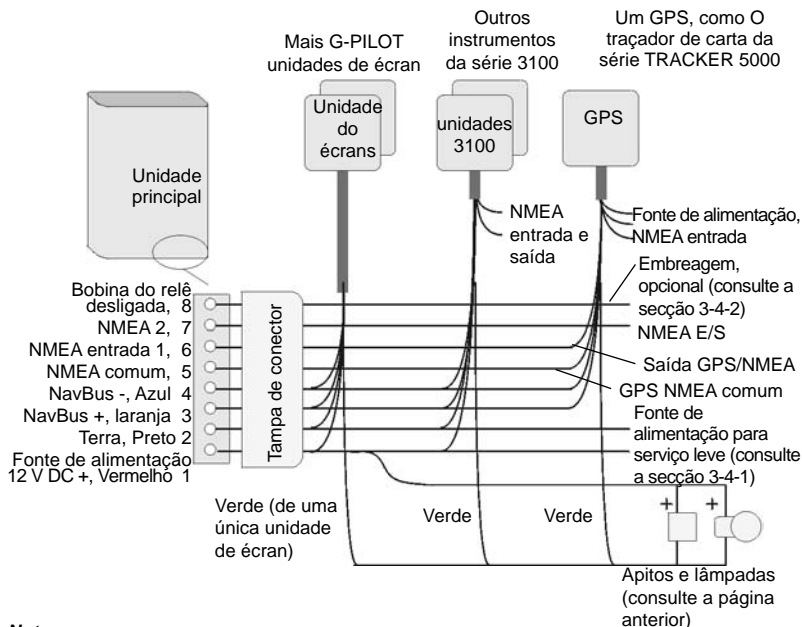 Mais G-PILOT
unidades de écran
Outros
instrumentos
da série 3100
Um GPS, como O
traçador de carta da
série TRACKER 5000
Unidade
do
écrans
unidades
3100
GPS
Unidade
principal
NMEA
entrada e
saída
Fonte de alimentação,
NMEA entrada
Embreagem,
opcional (consulte a
secção 3-4-2)
NMEA E/S
Saída GPS/NMEA
GPS NMEA comum
Fonte de
alimentação para
serviço leve (consulte
a secção 3-4-1)
Bobina do relê
desligada, 8
NMEA 2, 7
NMEA entrada 1, 6
NMEA comum, 5
NavBus -, Azul 4
NavBus +, laranja 3
Terra, Preto 2
Fonte de alimentação
12 V DC +, Vermelho 1
Tampa de conector
Verde (de uma
única unidade
de écran)
Verde
Verde
+ +
Apitos e lâmpadas
(consulte a página
anterior)